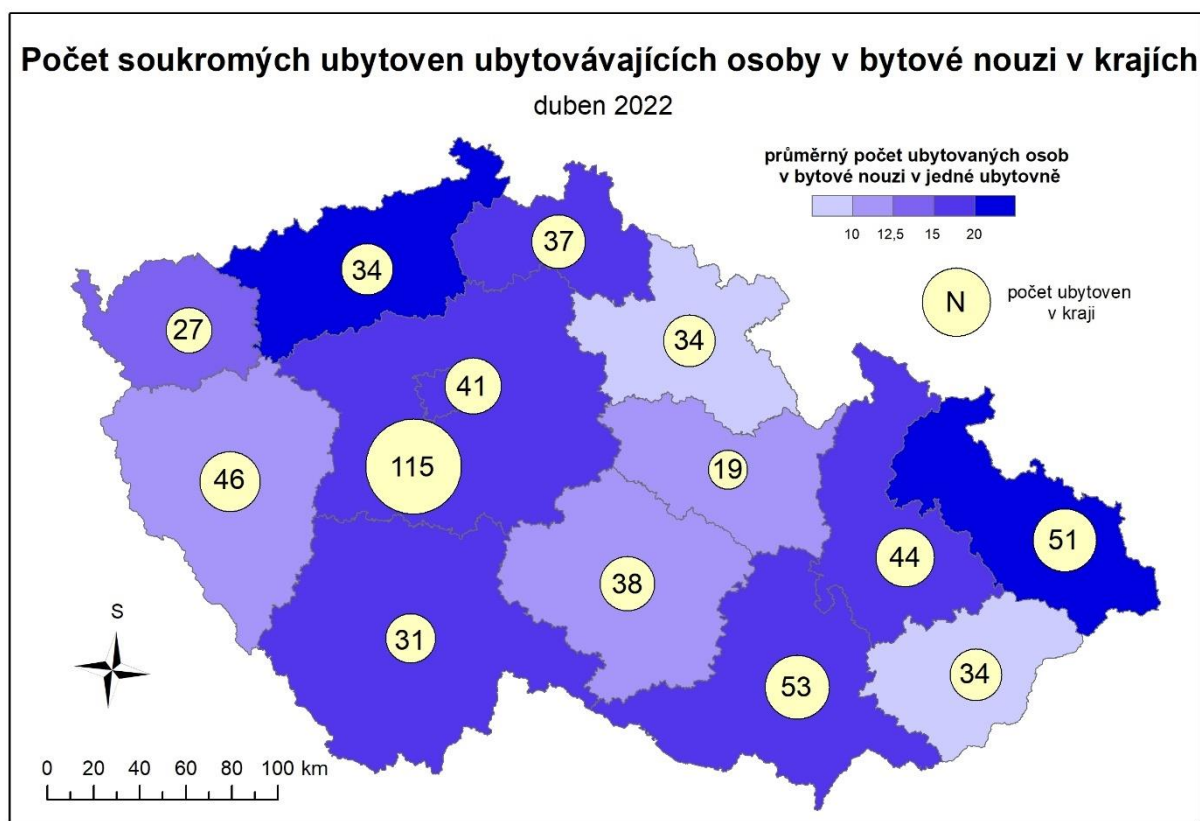 Počet soukromých ubytoven ubytovávajících osoby v bytové nouzi v krajích
duben 2022
průměrný počet ubytovaných osob
v bytové nouzi v jedné ubytovně
10 12,5 15 20
N
počet ubytoven
v kraji
37
34
27
34
41
115
46
19
51
44
38
31
53
34
S
0 20 40 60 80 100 km